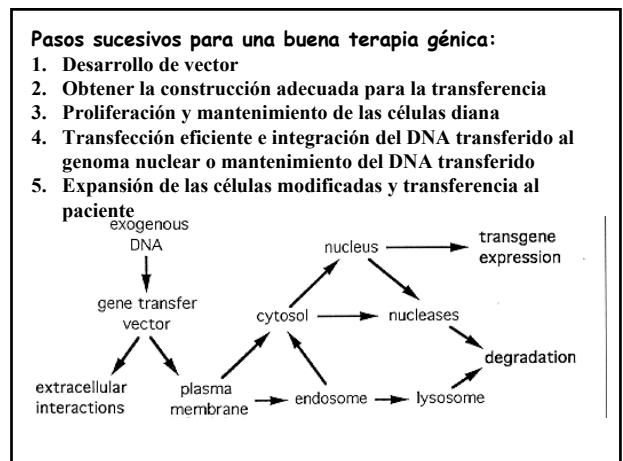 Pasos sucesivos para una buena terapia génica:
1. Desarrollo de vector
2. Obtener la construcción adecuada para la transferencia
3. Proliferación y mantenimiento de las células diana
4. Transfección eficiente e integración del DNA transferido al
genoma nuclear o mantenimiento del DNA transferido
5. Expansión de las células modificadas y transferencia al
paciente
exogenous
DNA
nucleus
transgene
expression
gene transfer
vector
cytosol
nucleases
degradation
extracellular
interactions
plasma
membrane
endosome
lysosome